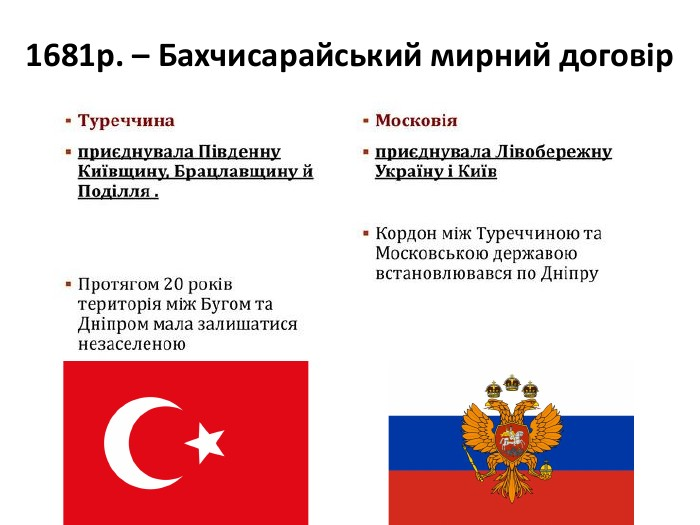 1681р. – Бахчисарайський мирний договір
▪ Туреччина
▪ приєднувала Південну
Київщину, Брацлавщину й
Поділля .
▪ Протягом 20 років
територія між Бугом та
Дніпром мала залишатися
незаселеною
▪ Московія
▪ приєднувала Лівобережну
Україну і Київ
▪ Кордон між Туреччиною та
Московською державою
встановлювався по Дніпру